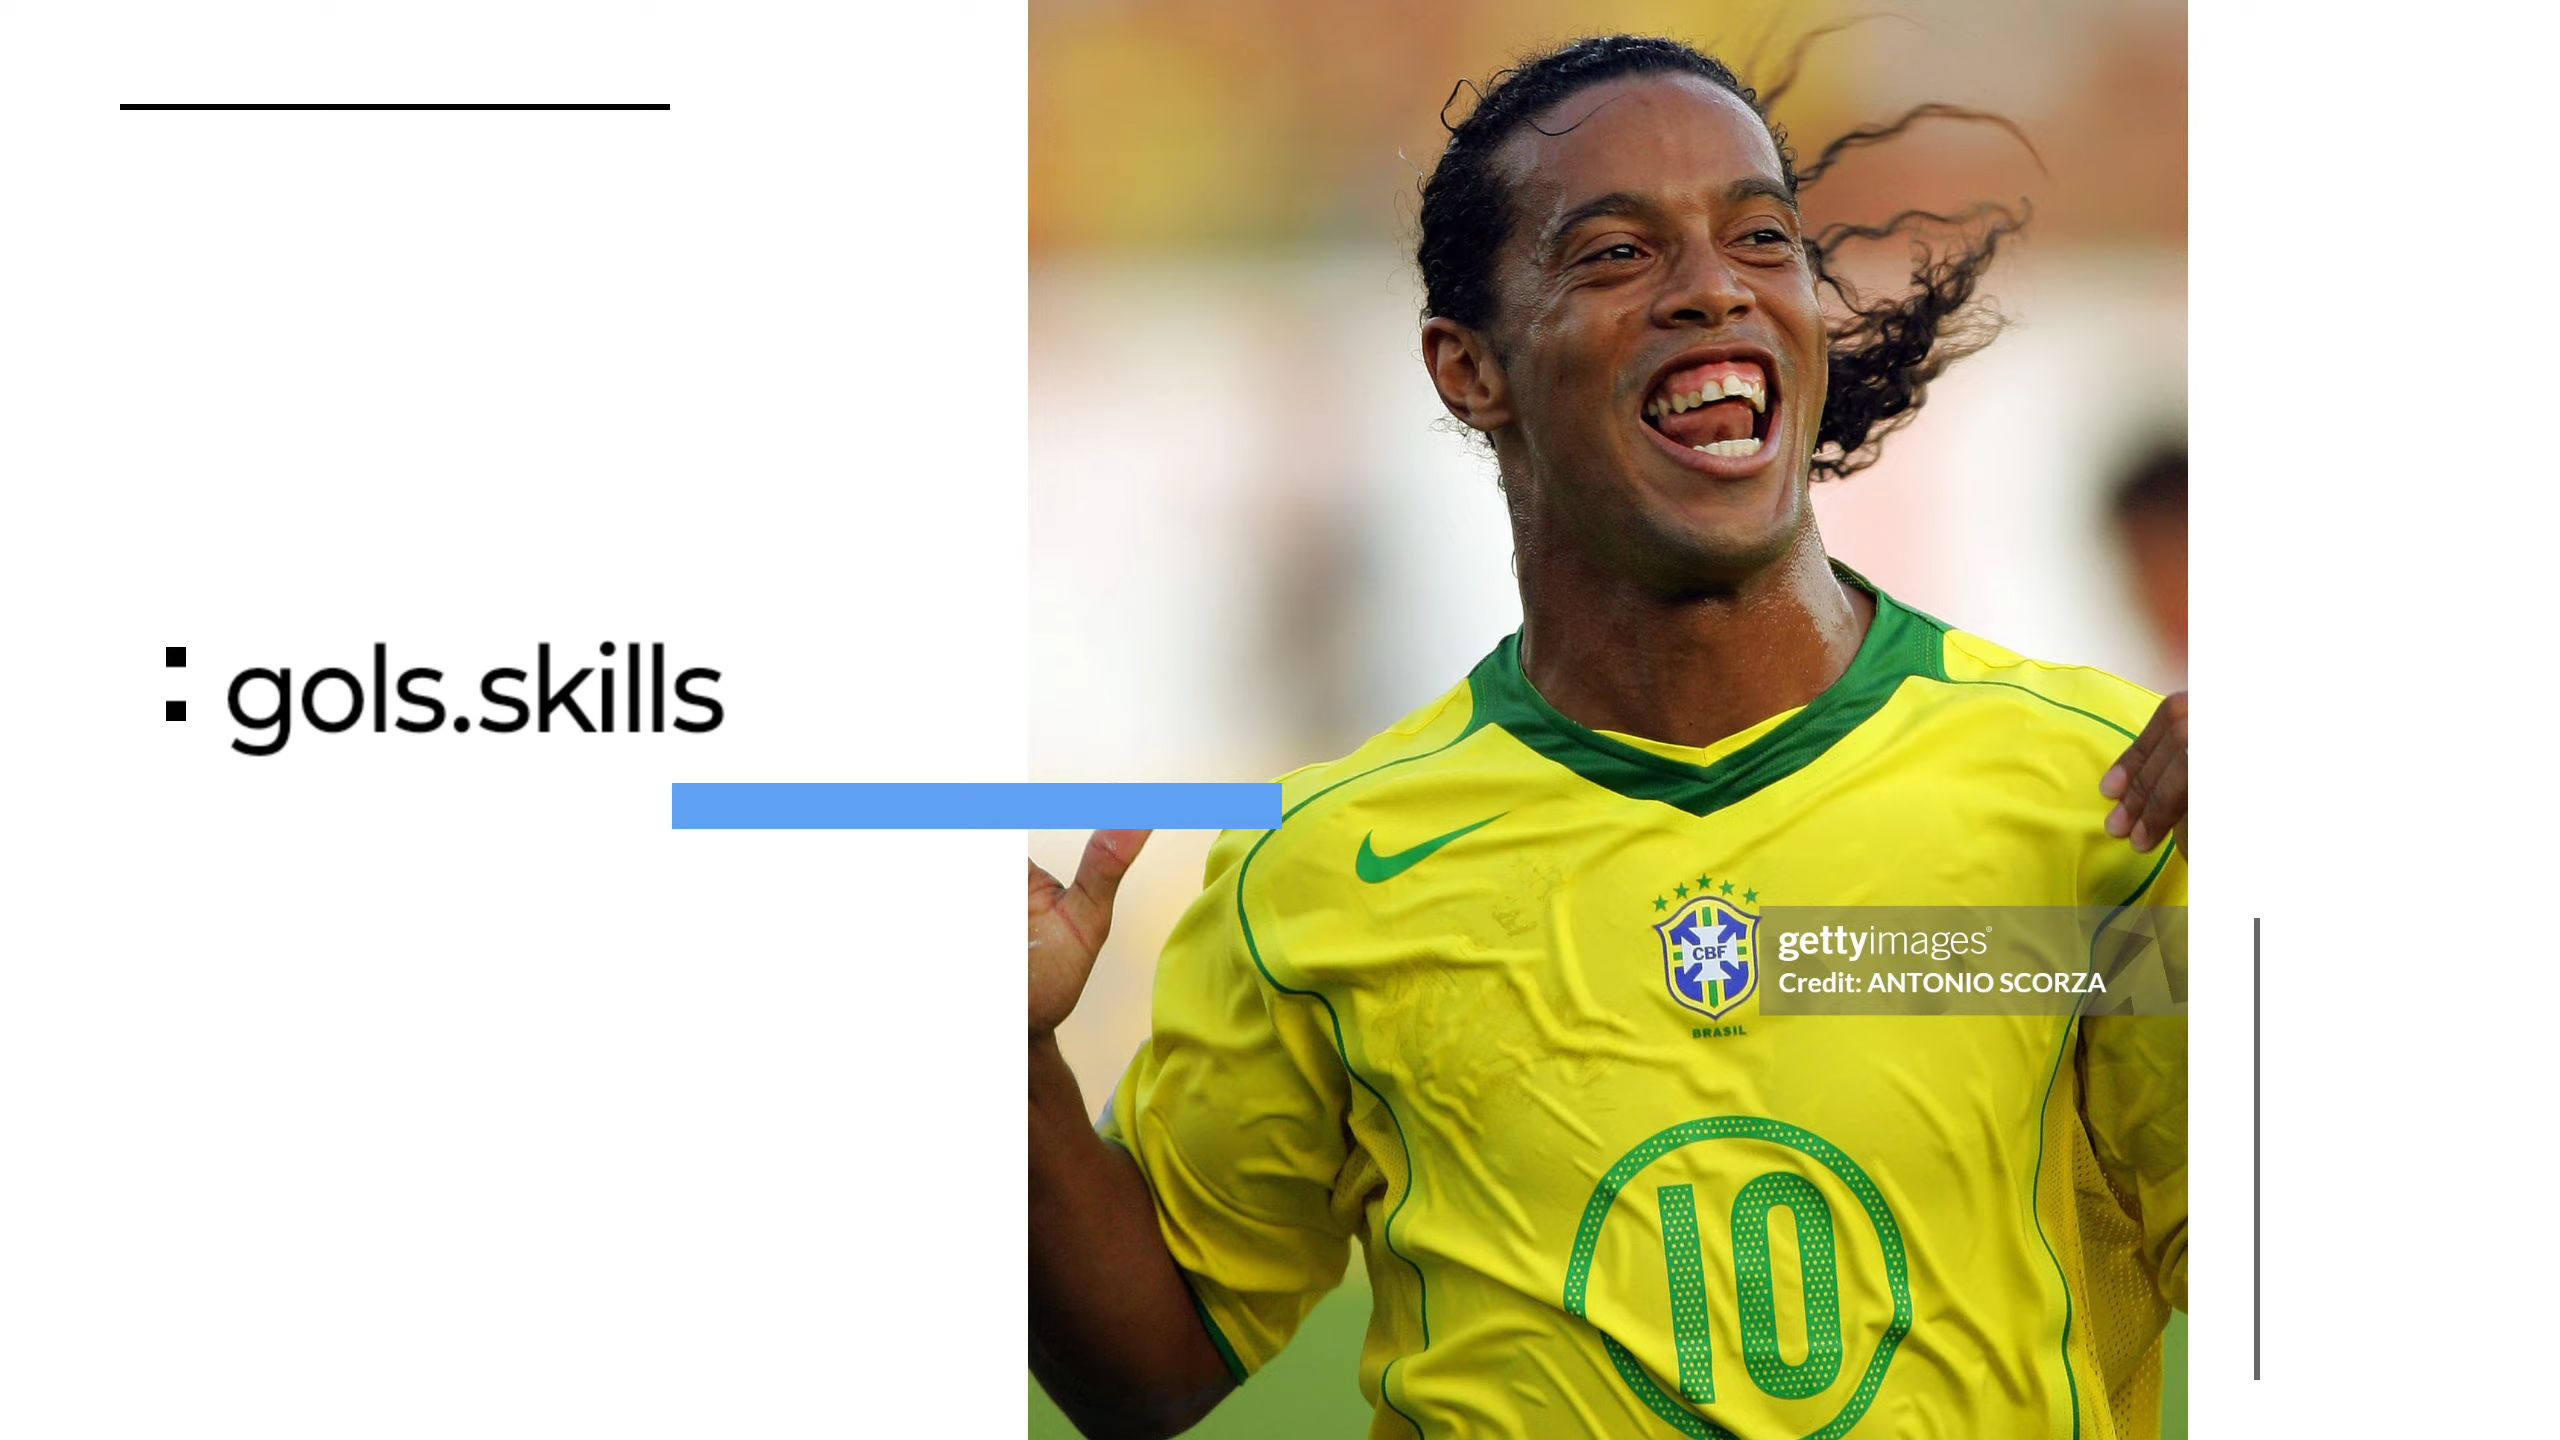 : gols.skills
CBF
BRASIL
gettyimages®
Credit: ANTONIO SCORZA
10